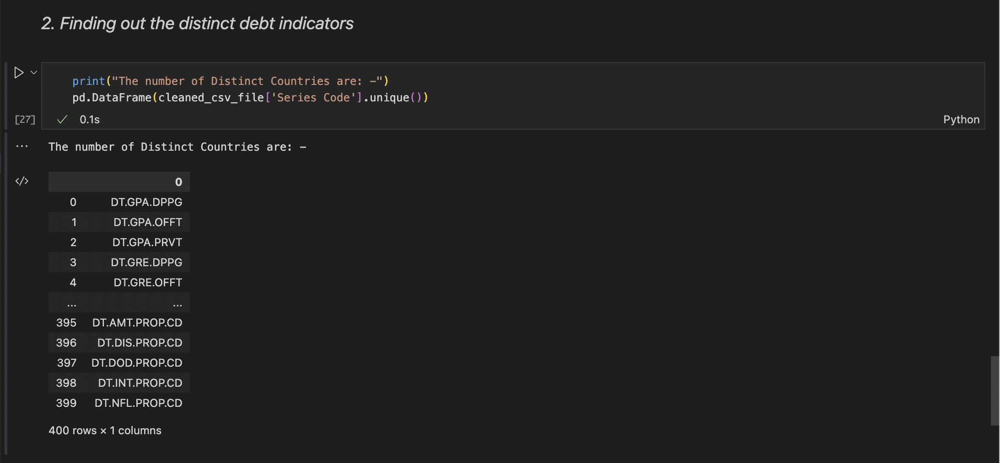 2. Finding out the distinct debt indicators
print("The number of Distinct Countries are: -")
pd.DataFrame(cleaned_csv_file['Series Code'].unique())
[27] 0.1s Python
... The number of Distinct Countries are: -
</> 0
0 DT.GPA.DPPG
1 DT.GPA.OFFT
2 DT.GPA.PRVT
3 DT.GRE.DPPG
4 DT.GRE.OFFT
... ...
395 DT.AMT.PROP.CD
396 DT.DIS.PROP.CD
397 DT.DOD.PROP.CD
398 DT.INT.PROP.CD
399 DT.NFL.PROP.CD
400 rows × 1 columns